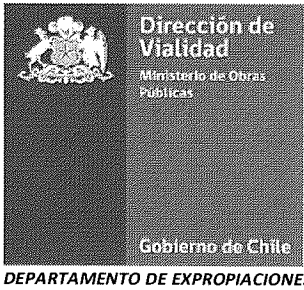 Dirección de
Vialidad
Ministerio de Obras
Públicas
Gobierno de Chile
DEPARTAMENTO DE EXPROPIACIONE